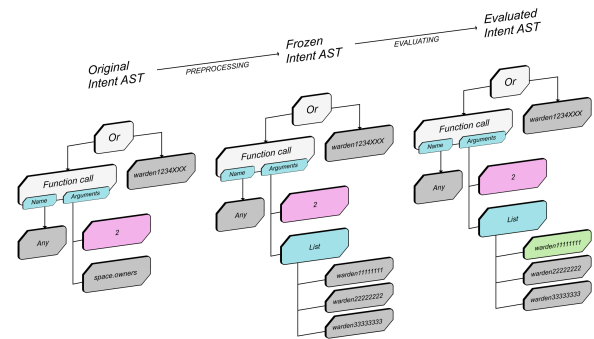 Original
Intent AST
PREPROCESSING
Frozen
Intent AST
EVALUATING
Evaluated
Intent AST
Or
Function call
Name
Arguments
warden1234XXX
Any
2
space.owners
Or
Function call
Name
Arguments
warden1234XXX
Any
2
List
warden11111111
warden22222222
warden33333333
Or
Function call
Name
Arguments
warden1234XXX
Any
2
List
warden11111111
warden22222222
warden33333333